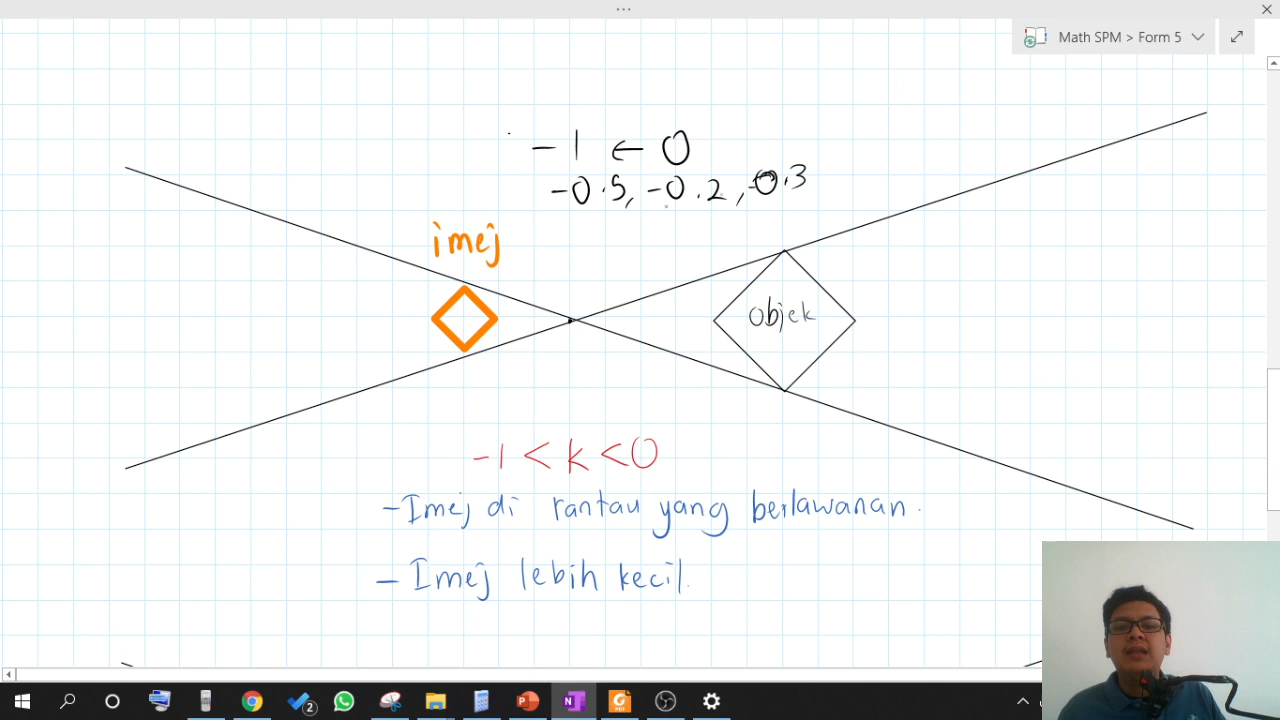 Math SPM > Form 5
-1 ← 0
-0.5, -0.2, -0.3
imej
Objek
-1 < k < 0
- Imej di rantau yang berlawanan.
- Imej lebih kecil.
2